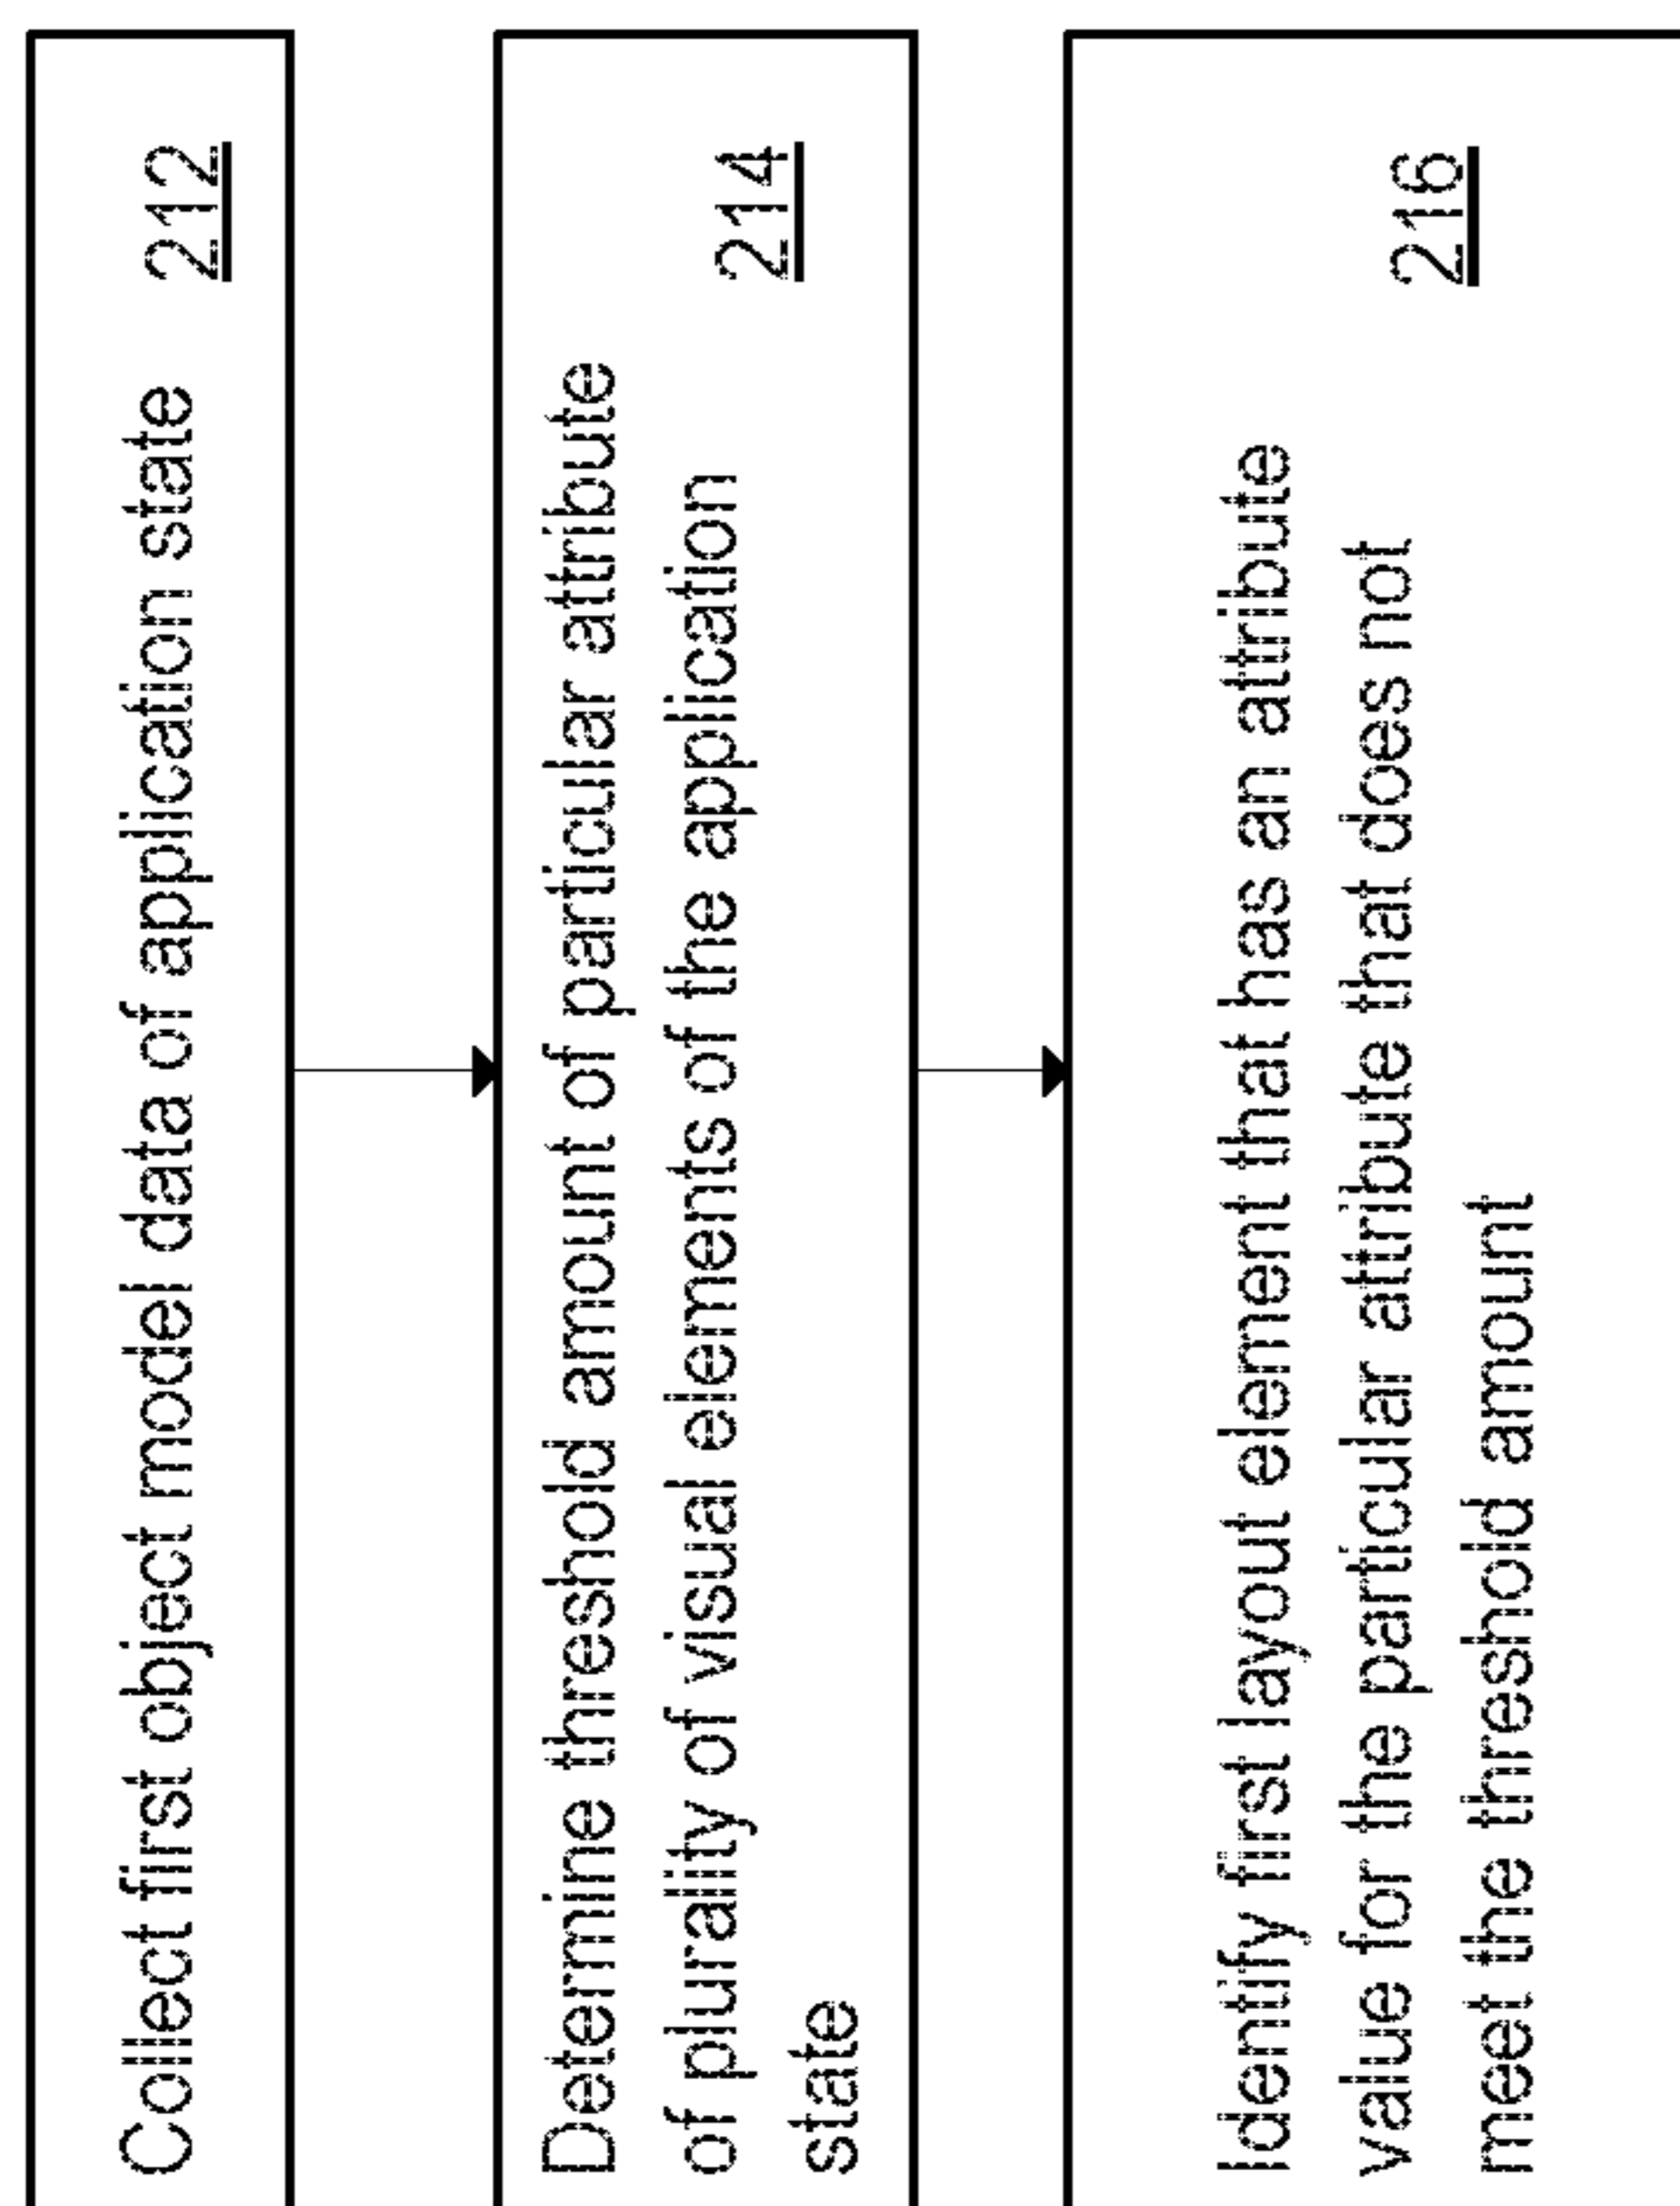 Collect first object model data of application state 212
Determine threshold amount of particular attribute
of plurality of visual elements of the application 214
state
Identify first layout element that has an attribute
value for the particular attribute that does not 216
meet the threshold amount